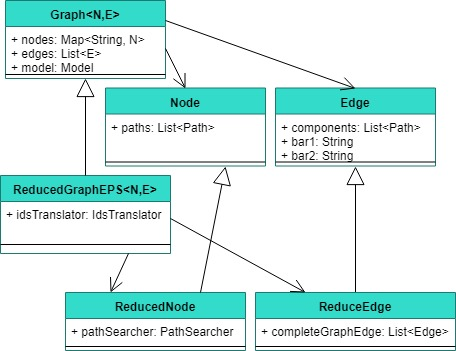 Graph<N,E>
+ nodes: Map<String, N>
+ edges: List<E>
+ model: Model
Node
+ paths: List<Path>
Edge
+ components: List<Path>
+ bar1: String
+ bar2: String
ReducedGraphEPS<N,E>
+ idsTranslator: IdsTranslator
ReducedNode
+ pathSearcher: PathSearcher
ReduceEdge
+ completeGraphEdge: List<Edge>